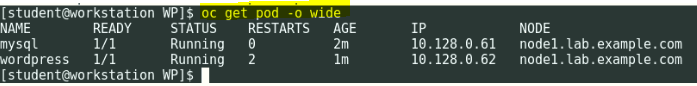 [student@workstation WP]$ oc get pod -o wide
NAME READY STATUS RESTARTS AGE IP NODE
mysql 1/1 Running 0 2m 10.128.0.61 node1.lab.example.com
wordpress 1/1 Running 2 1m 10.128.0.62 node1.lab.example.com
[student@workstation WP]$